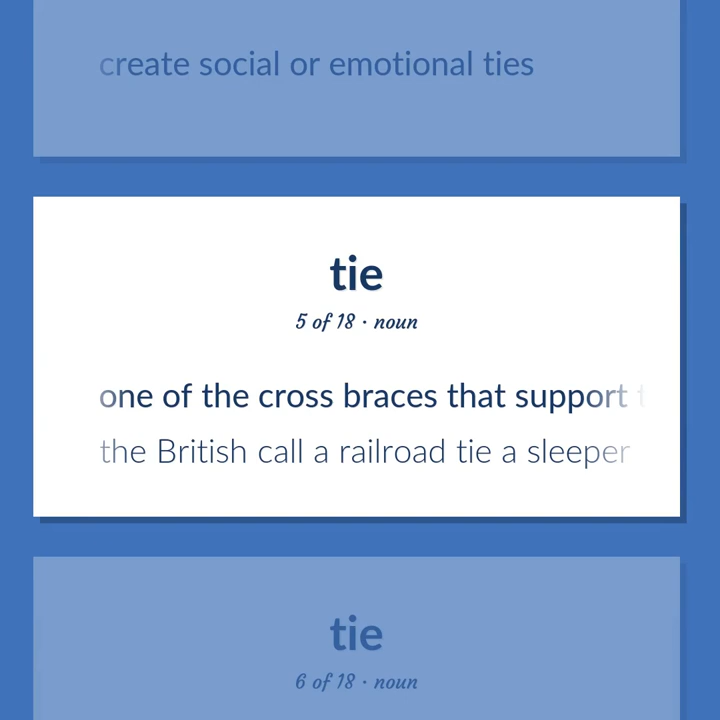 create social or emotional ties
tie
5 of 18 · noun
one of the cross braces that support
the British call a railroad tie a sleeper
tie
6 of 18 · noun